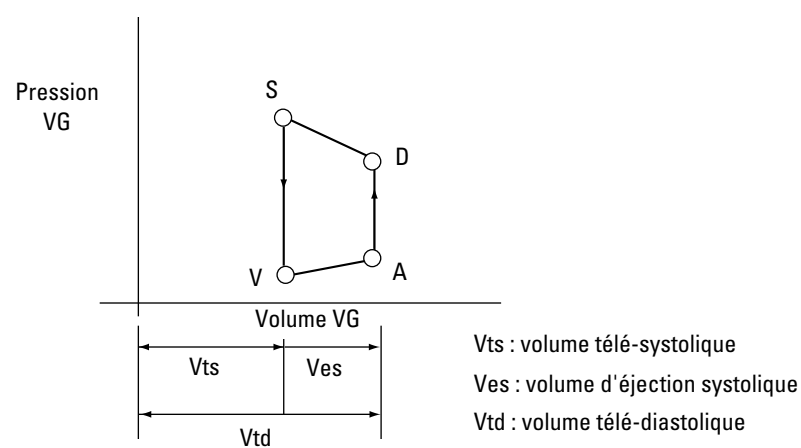 Pression
VG
S
D
V
A
Volume VG
Vts
Ves
Vtd
Vts : volume télé-systolique
Ves : volume d'éjection systolique
Vtd : volume télé-diastolique